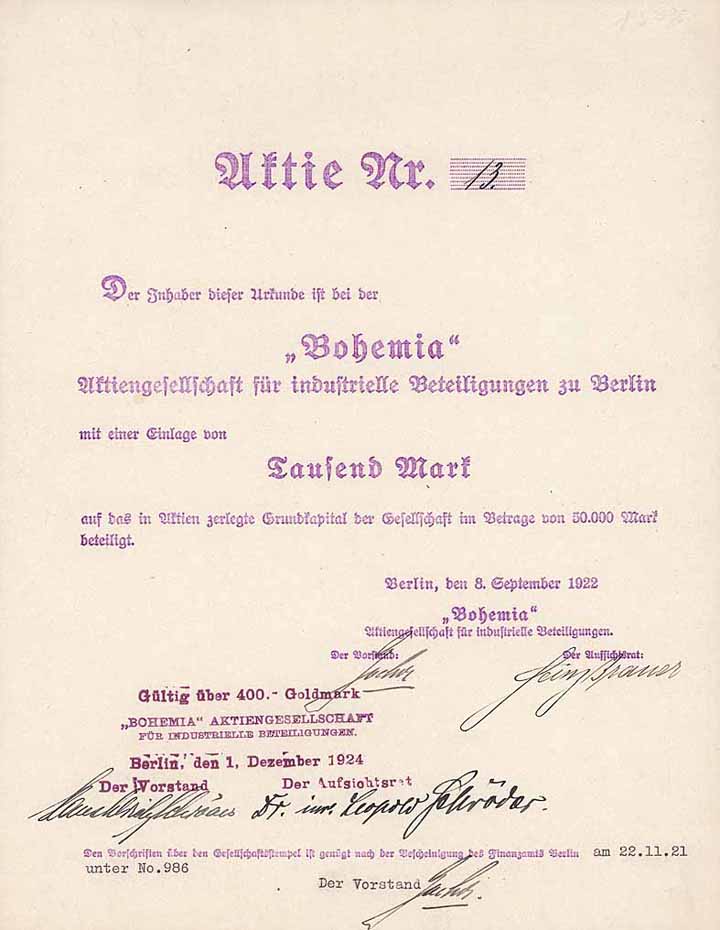 Aktie Nr. 13.
Der Inhaber dieser Urkunde ist bei der
„Bohemia“
Aktiengesellschaft für industrielle Beteiligungen zu Berlin
mit einer Einlage von
Tausend Mark
auf das in Aktien zerlegte Grundkapital der Gesellschaft im Betrage von 50.000 Mark
beteiligt.
Berlin, den 8. September 1922
„Bohemia“
Aktiengesellschaft für industrielle Beteiligungen.
Der Vorstand: Der Aufsichtsrat:
Heinz Brauer
Gültig über 400.- Goldmark
„BOHEMIA“ AKTIENGESELLSCHAFT
FÜR INDUSTRIELLE BETEILIGUNGEN.
Berlin, den 1. Dezember 1924
Der Vorstand Der Aufsichtsrat
Dr. iur. Leopold Schröder.
Den Vorschriften über den Gesellschaftsstempel ist genügt nach der Bescheinigung des Finanzamts Berlin am 22.11.21
unter No.986
Der Vorstand